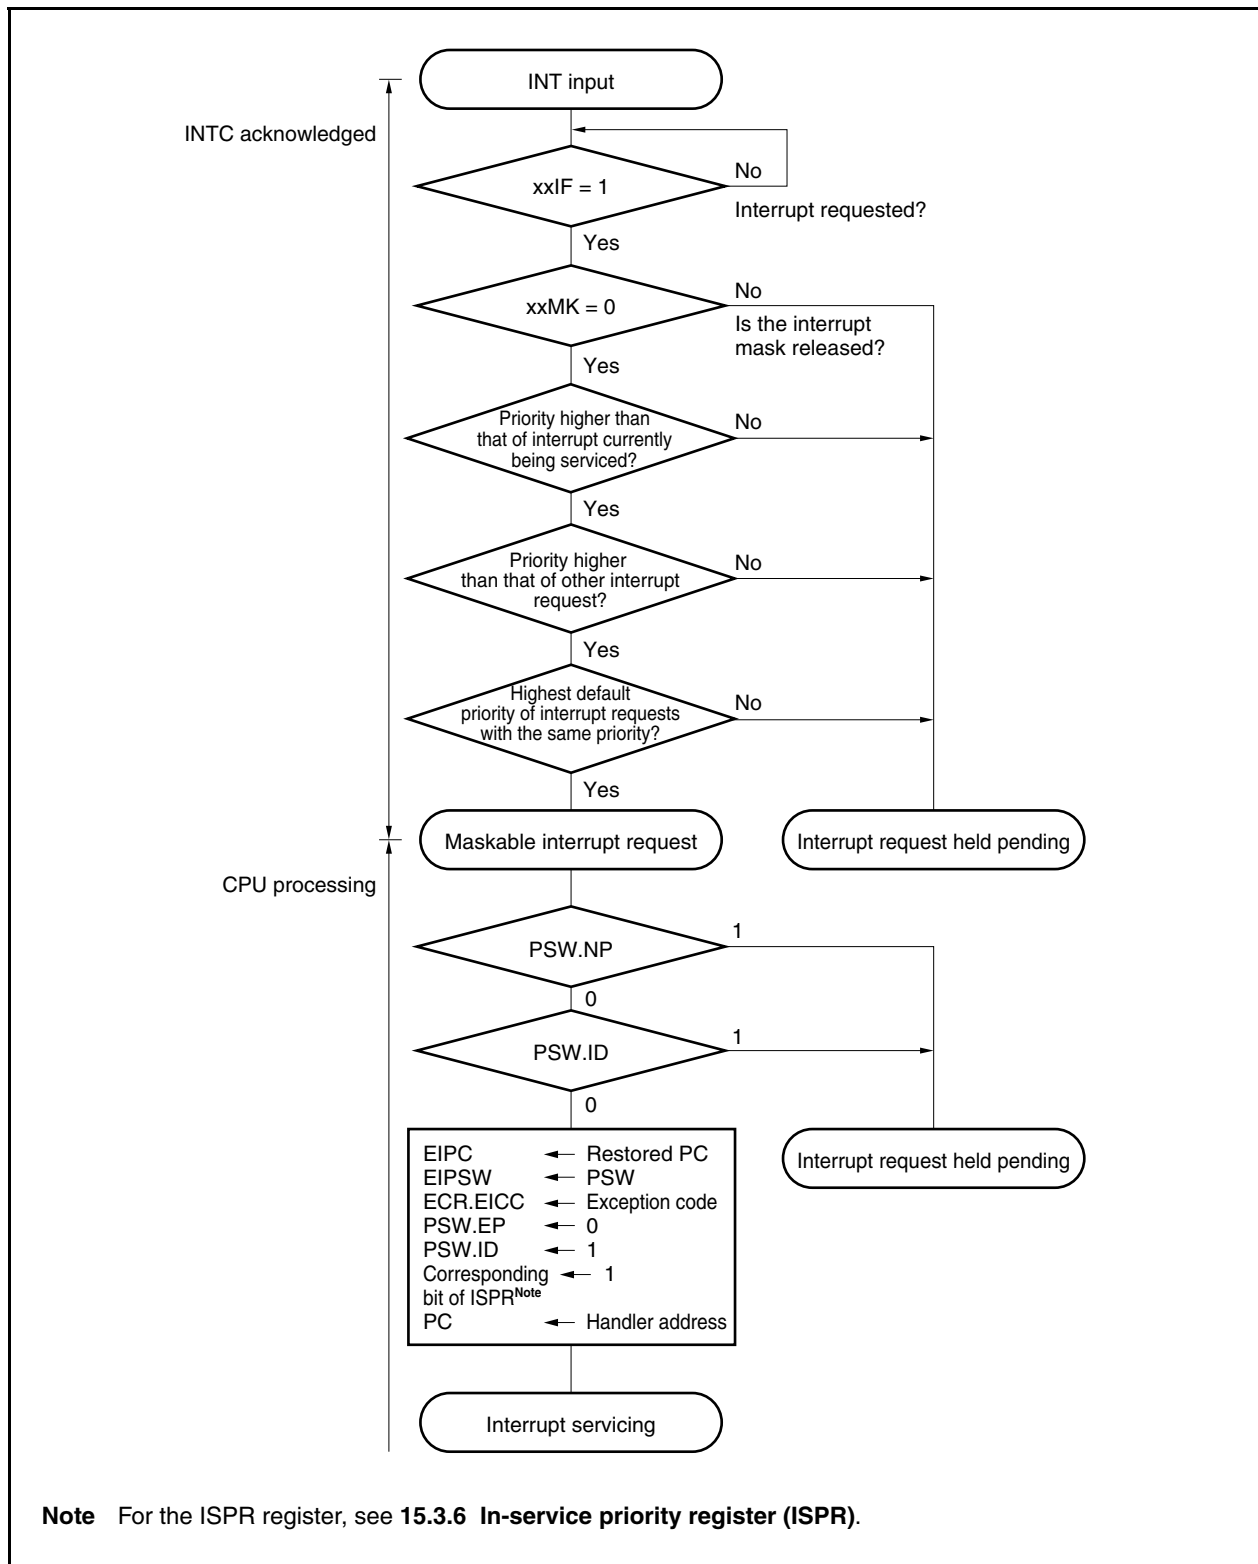 INT input
INTC acknowledged
xxIF = 1
No
Interrupt requested?
Yes
xxMK = 0
No
Is the interrupt
mask released?
Yes
Priority higher than
that of interrupt currently
being serviced?
No
Yes
Priority higher
than that of other interrupt
request?
No
Yes
Highest default
priority of interrupt requests
with the same priority?
No
Yes
Maskable interrupt request
Interrupt request held pending
CPU processing
PSW.NP
1
0
PSW.ID
1
0
Interrupt request held pending
EIPC ← Restored PC
EIPSW ← PSW
ECR.EICC ← Exception code
PSW.EP ← 0
PSW.ID ← 1
Corresponding ← 1
bit of ISPRNote
PC ← Handler address
Interrupt servicing
Note For the ISPR register, see 15.3.6 In-service priority register (ISPR).